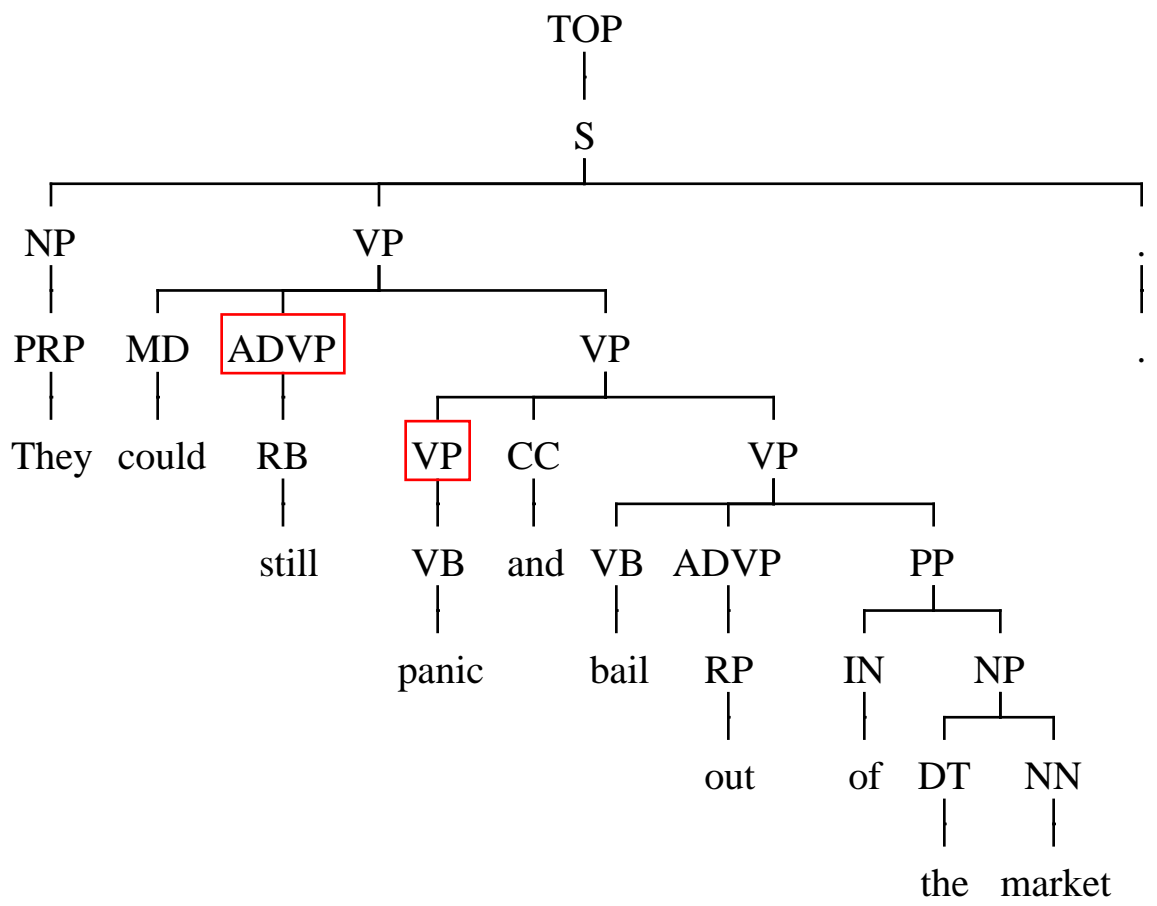 TOP
S
NP VP .
PRP MD ADVP VP .
They could RB VP CC VP
still VB and VB ADVP PP
panic bail RP IN NP
out of DT NN
the market